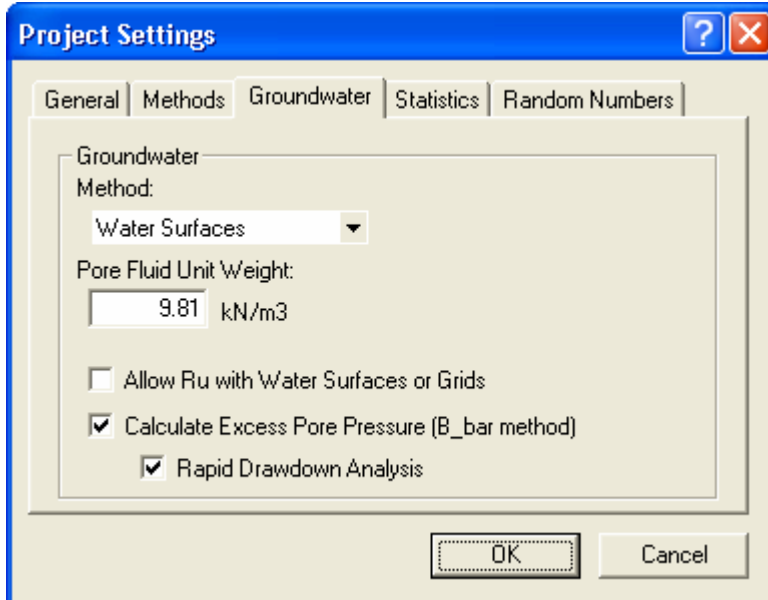 Project Settings
General Methods Groundwater Statistics Random Numbers
Groundwater
Method:
Water Surfaces
Pore Fluid Unit Weight:
9.81 kN/m3
Allow Ru with Water Surfaces or Grids
Calculate Excess Pore Pressure (B_bar method)
Rapid Drawdown Analysis
OK Cancel